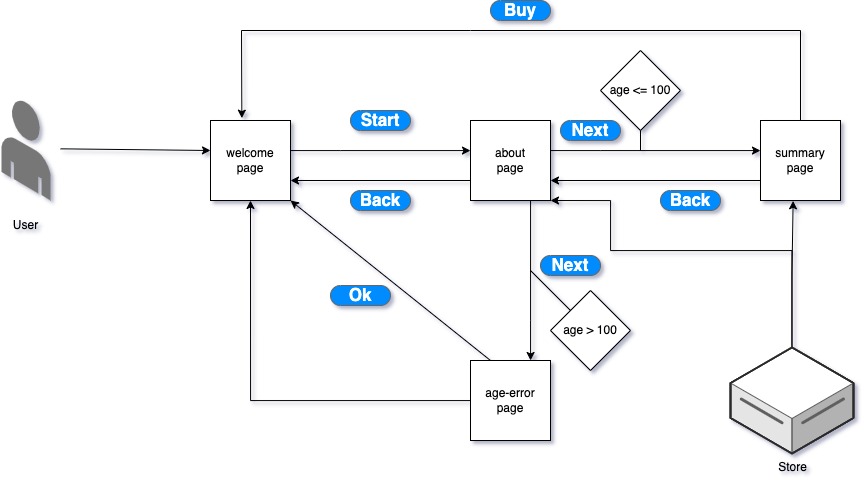 Buy
age <= 100
Start
Next
welcome
page
about
page
summary
page
Back
Back
User
Next
Ok
age > 100
age-error
page
Store